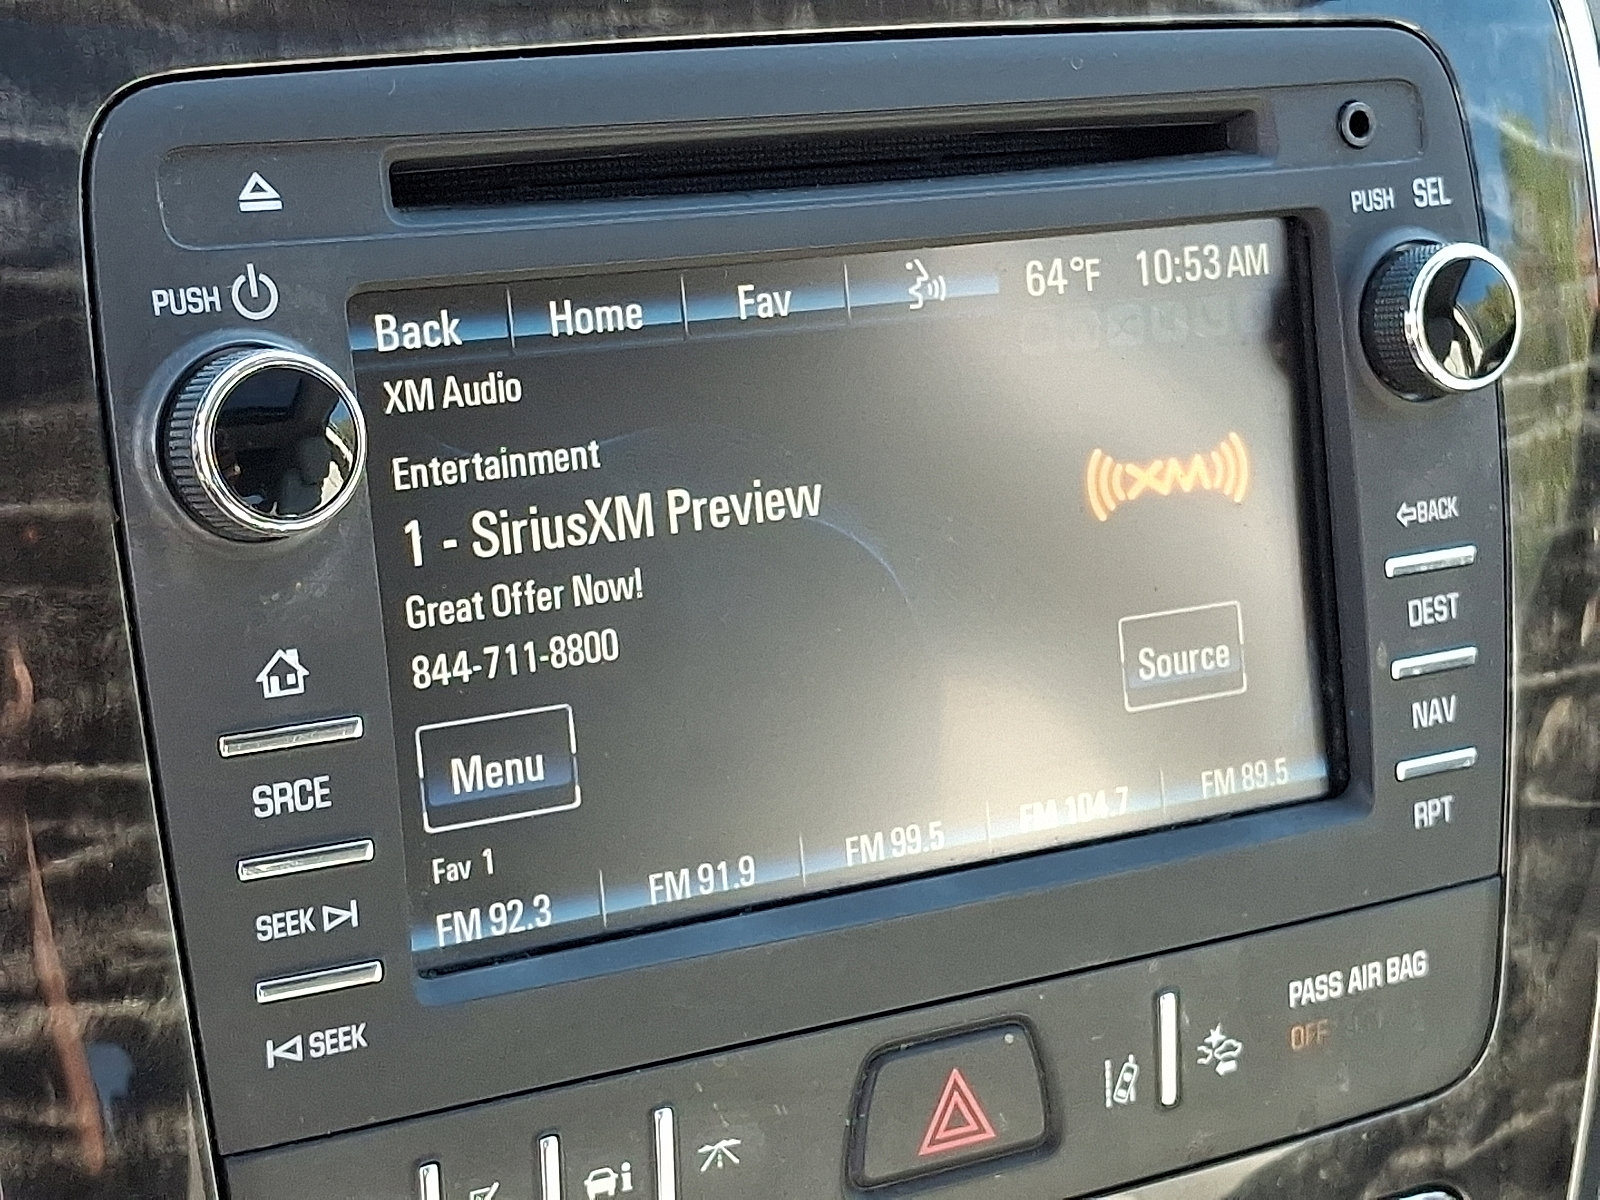 PUSH SEL
PUSH
Back Home Fav 64°F 10:53 AM
XM Audio
Entertainment
XM
1 - SiriusXM Preview
BACK
Great Offer Now!
DEST
844-711-8800
Source
NAV
Menu
SRCE
RPT
Fav 1
FM 92.3 FM 91.9 FM 99.5 FM 104.7 FM 89.5
SEEK
SEEK
PASS AIR BAG
OFF